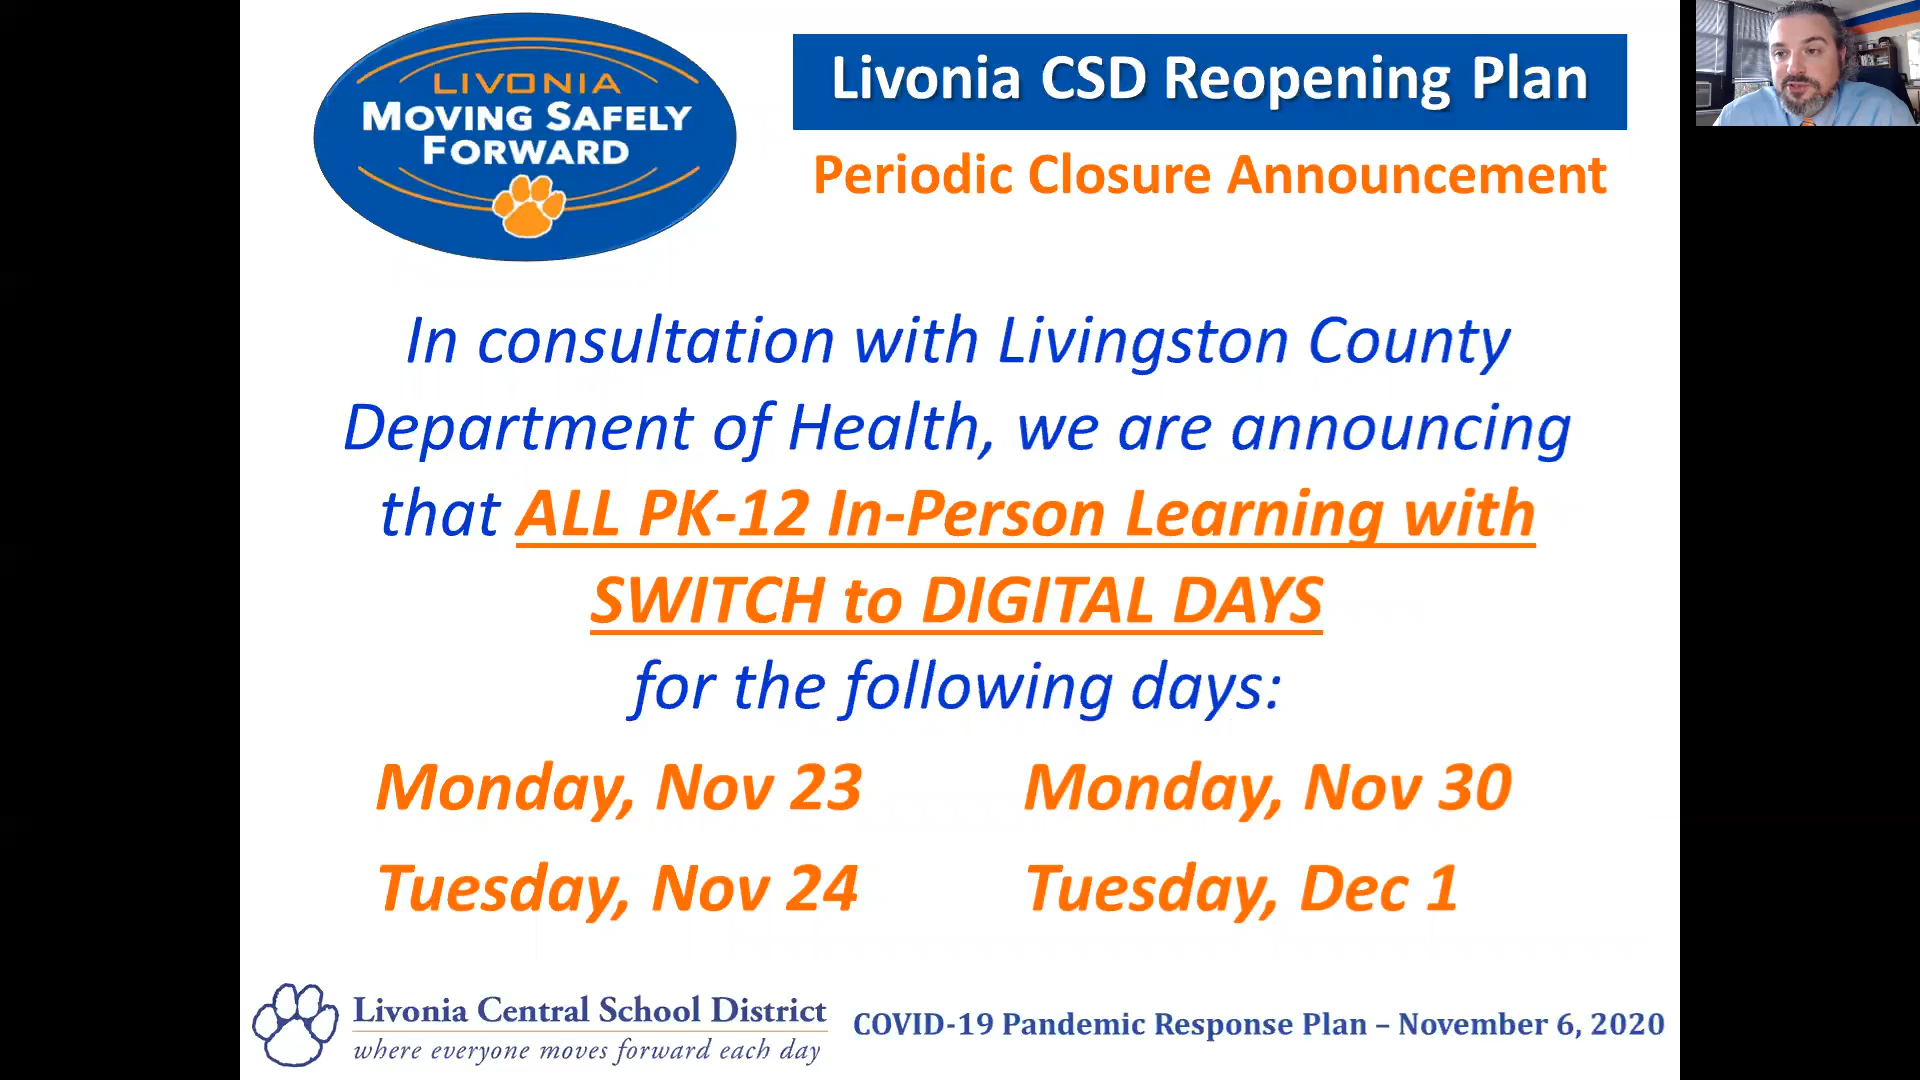 LIVONIA
MOVING SAFELY
FORWARD
Livonia CSD Reopening Plan
Periodic Closure Announcement
In consultation with Livingston County
Department of Health, we are announcing
that ALL PK-12 In-Person Learning with
SWITCH to DIGITAL DAYS
for the following days:
Monday, Nov 23
Monday, Nov 30
Tuesday, Nov 24
Tuesday, Dec 1
Livonia Central School District
where everyone moves forward each day
COVID-19 Pandemic Response Plan – November 6, 2020